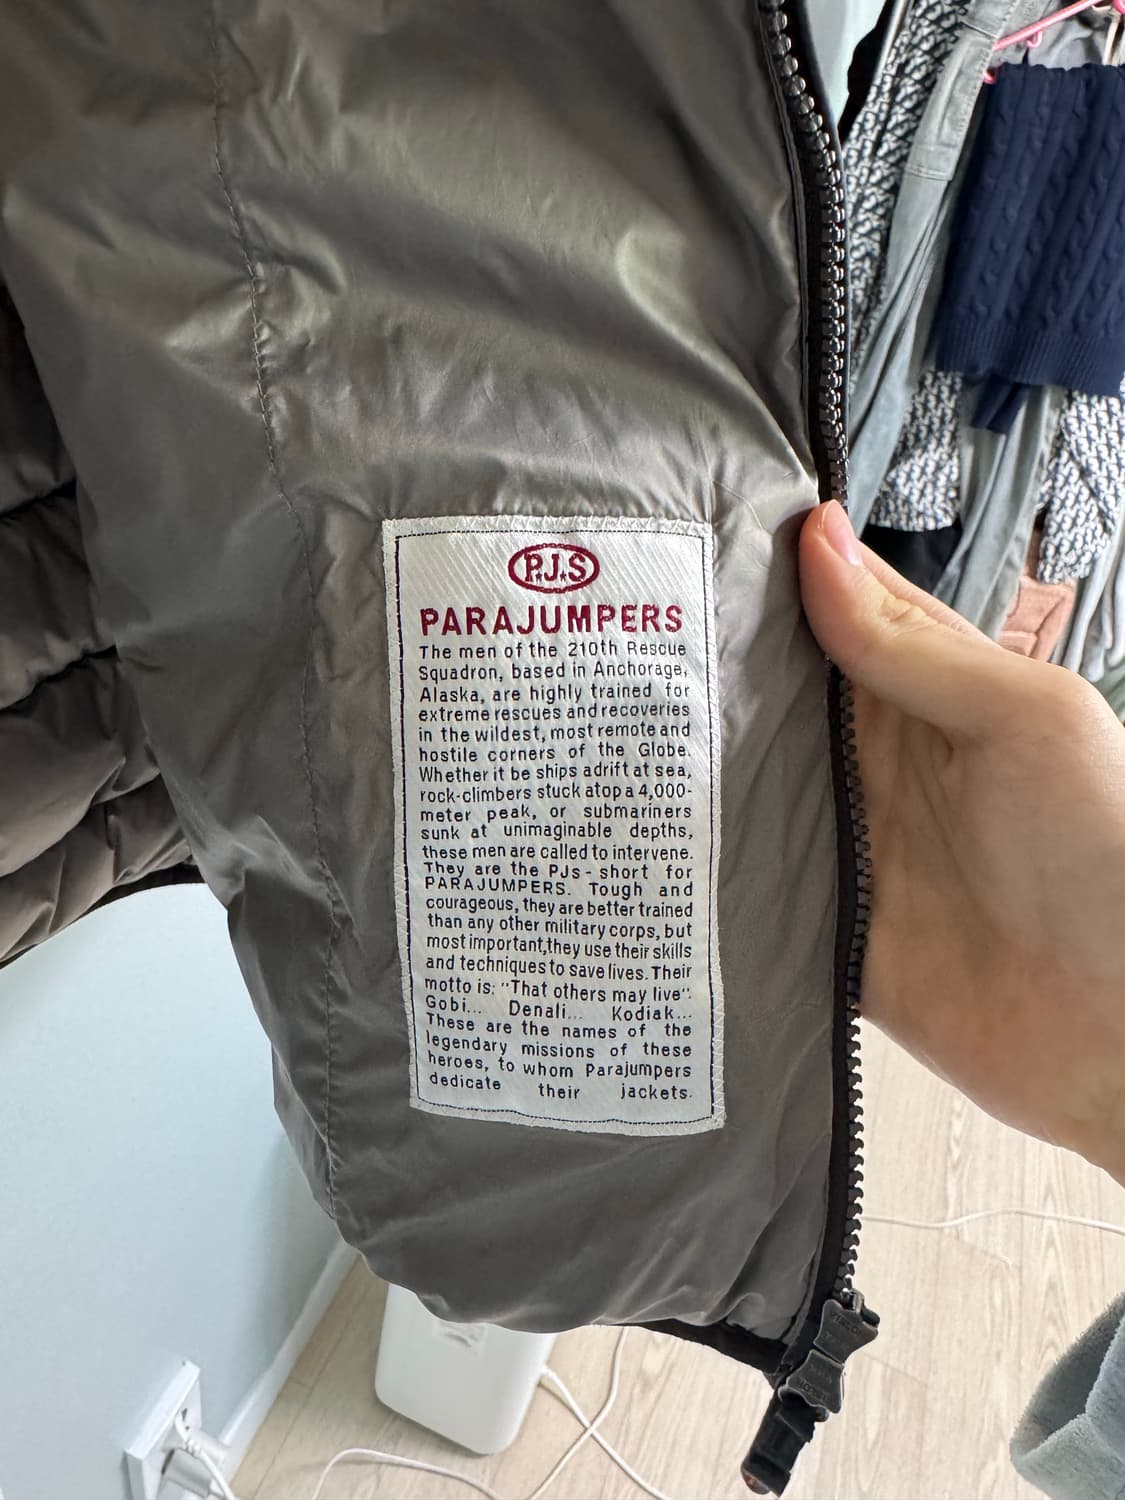 P.J.S
PARAJUMPERS
The men of the 210th Rescue
Squadron, based in Anchorage,
Alaska, are highly trained for
extreme rescues and recoveries
in the wildest, most remote and
hostile corners of the Globe.
Whether it be ships adrift at sea,
rock-climbers stuck atop a 4,000-
meter peak, or submariners
sunk at unimaginable depths,
these men are called to intervene.
They are the PJs - short for
PARAJUMPERS. Tough and
courageous, they are better trained
than any other military corps, but
most important,they use their skills
and techniques to save lives. Their
motto is: "That others may live".
Gobi... Denali... Kodiak...
These are the names of the
legendary missions of these
heroes, to whom Parajumpers
dedicate their jackets.